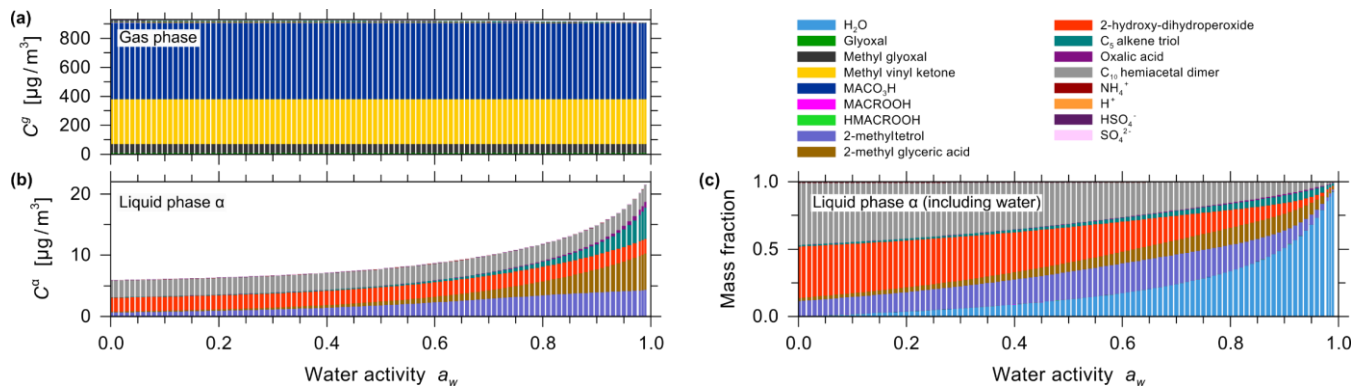 (a)
Gas phase
C^g [µg/m³]
800
600
400
200
0
(b)
Liquid phase α
C^α [µg/m³]
20
10
0
0.0 0.2 0.4 0.6 0.8 1.0
Water activity a_w
H₂O
Glyoxal
Methyl glyoxal
Methyl vinyl ketone
MACO₃H
MACROOH
HMACROOH
2-methyltetrol
2-methyl glyceric acid
2-hydroxy-dihydroperoxide
C₅ alkene triol
Oxalic acid
C₁₀ hemiacetal dimer
NH₄⁺
H⁺
HSO₄⁻
SO₄²⁻
(c)
Liquid phase α (including water)
Mass fraction
1.0
0.5
0.0
0.0 0.2 0.4 0.6 0.8 1.0
Water activity a_w